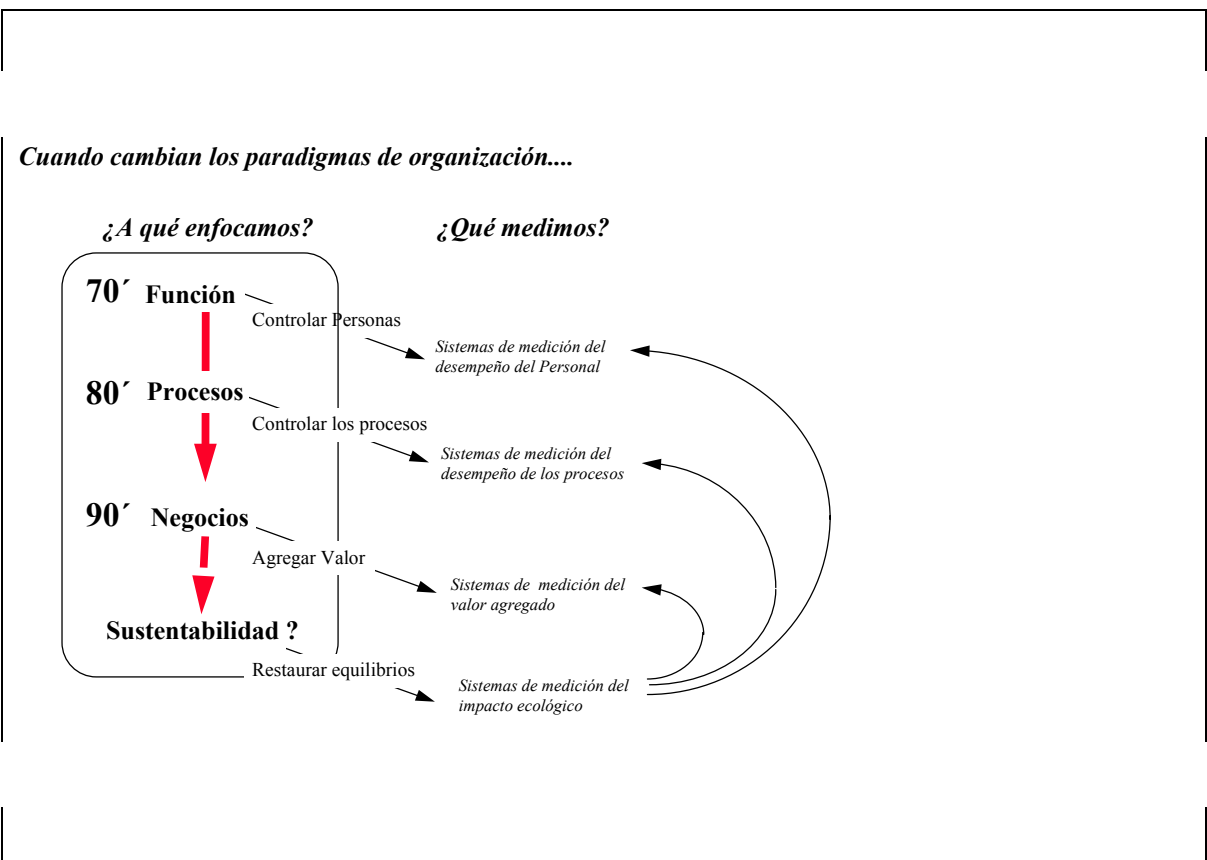 Cuando cambian los paradigmas de organización....
¿A qué enfocamos?
¿Qué medimos?
70´ Función
Controlar Personas
Sistemas de medición del
desempeño del Personal
80´ Procesos
Controlar los procesos
Sistemas de medición del
desempeño de los procesos
90´ Negocios
Agregar Valor
Sistemas de medición del
valor agregado
Sustentabilidad ?
Restaurar equilibrios
Sistemas de medición del
impacto ecológico